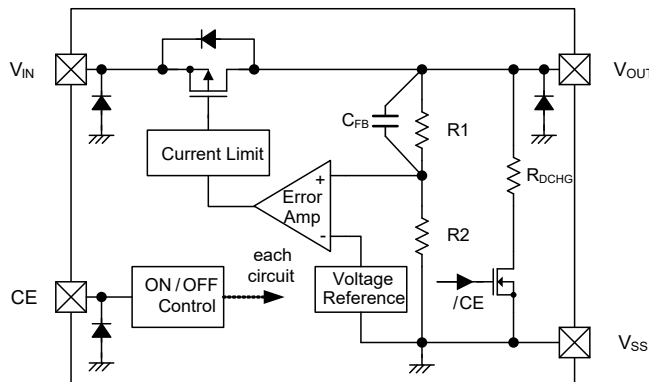 VIN
VOUT
CFB
R1
Current Limit
RDCHG
+
Error
Amp
-
R2
each
circuit
CE
ON / OFF
Control
Voltage
Reference
/CE
VSS